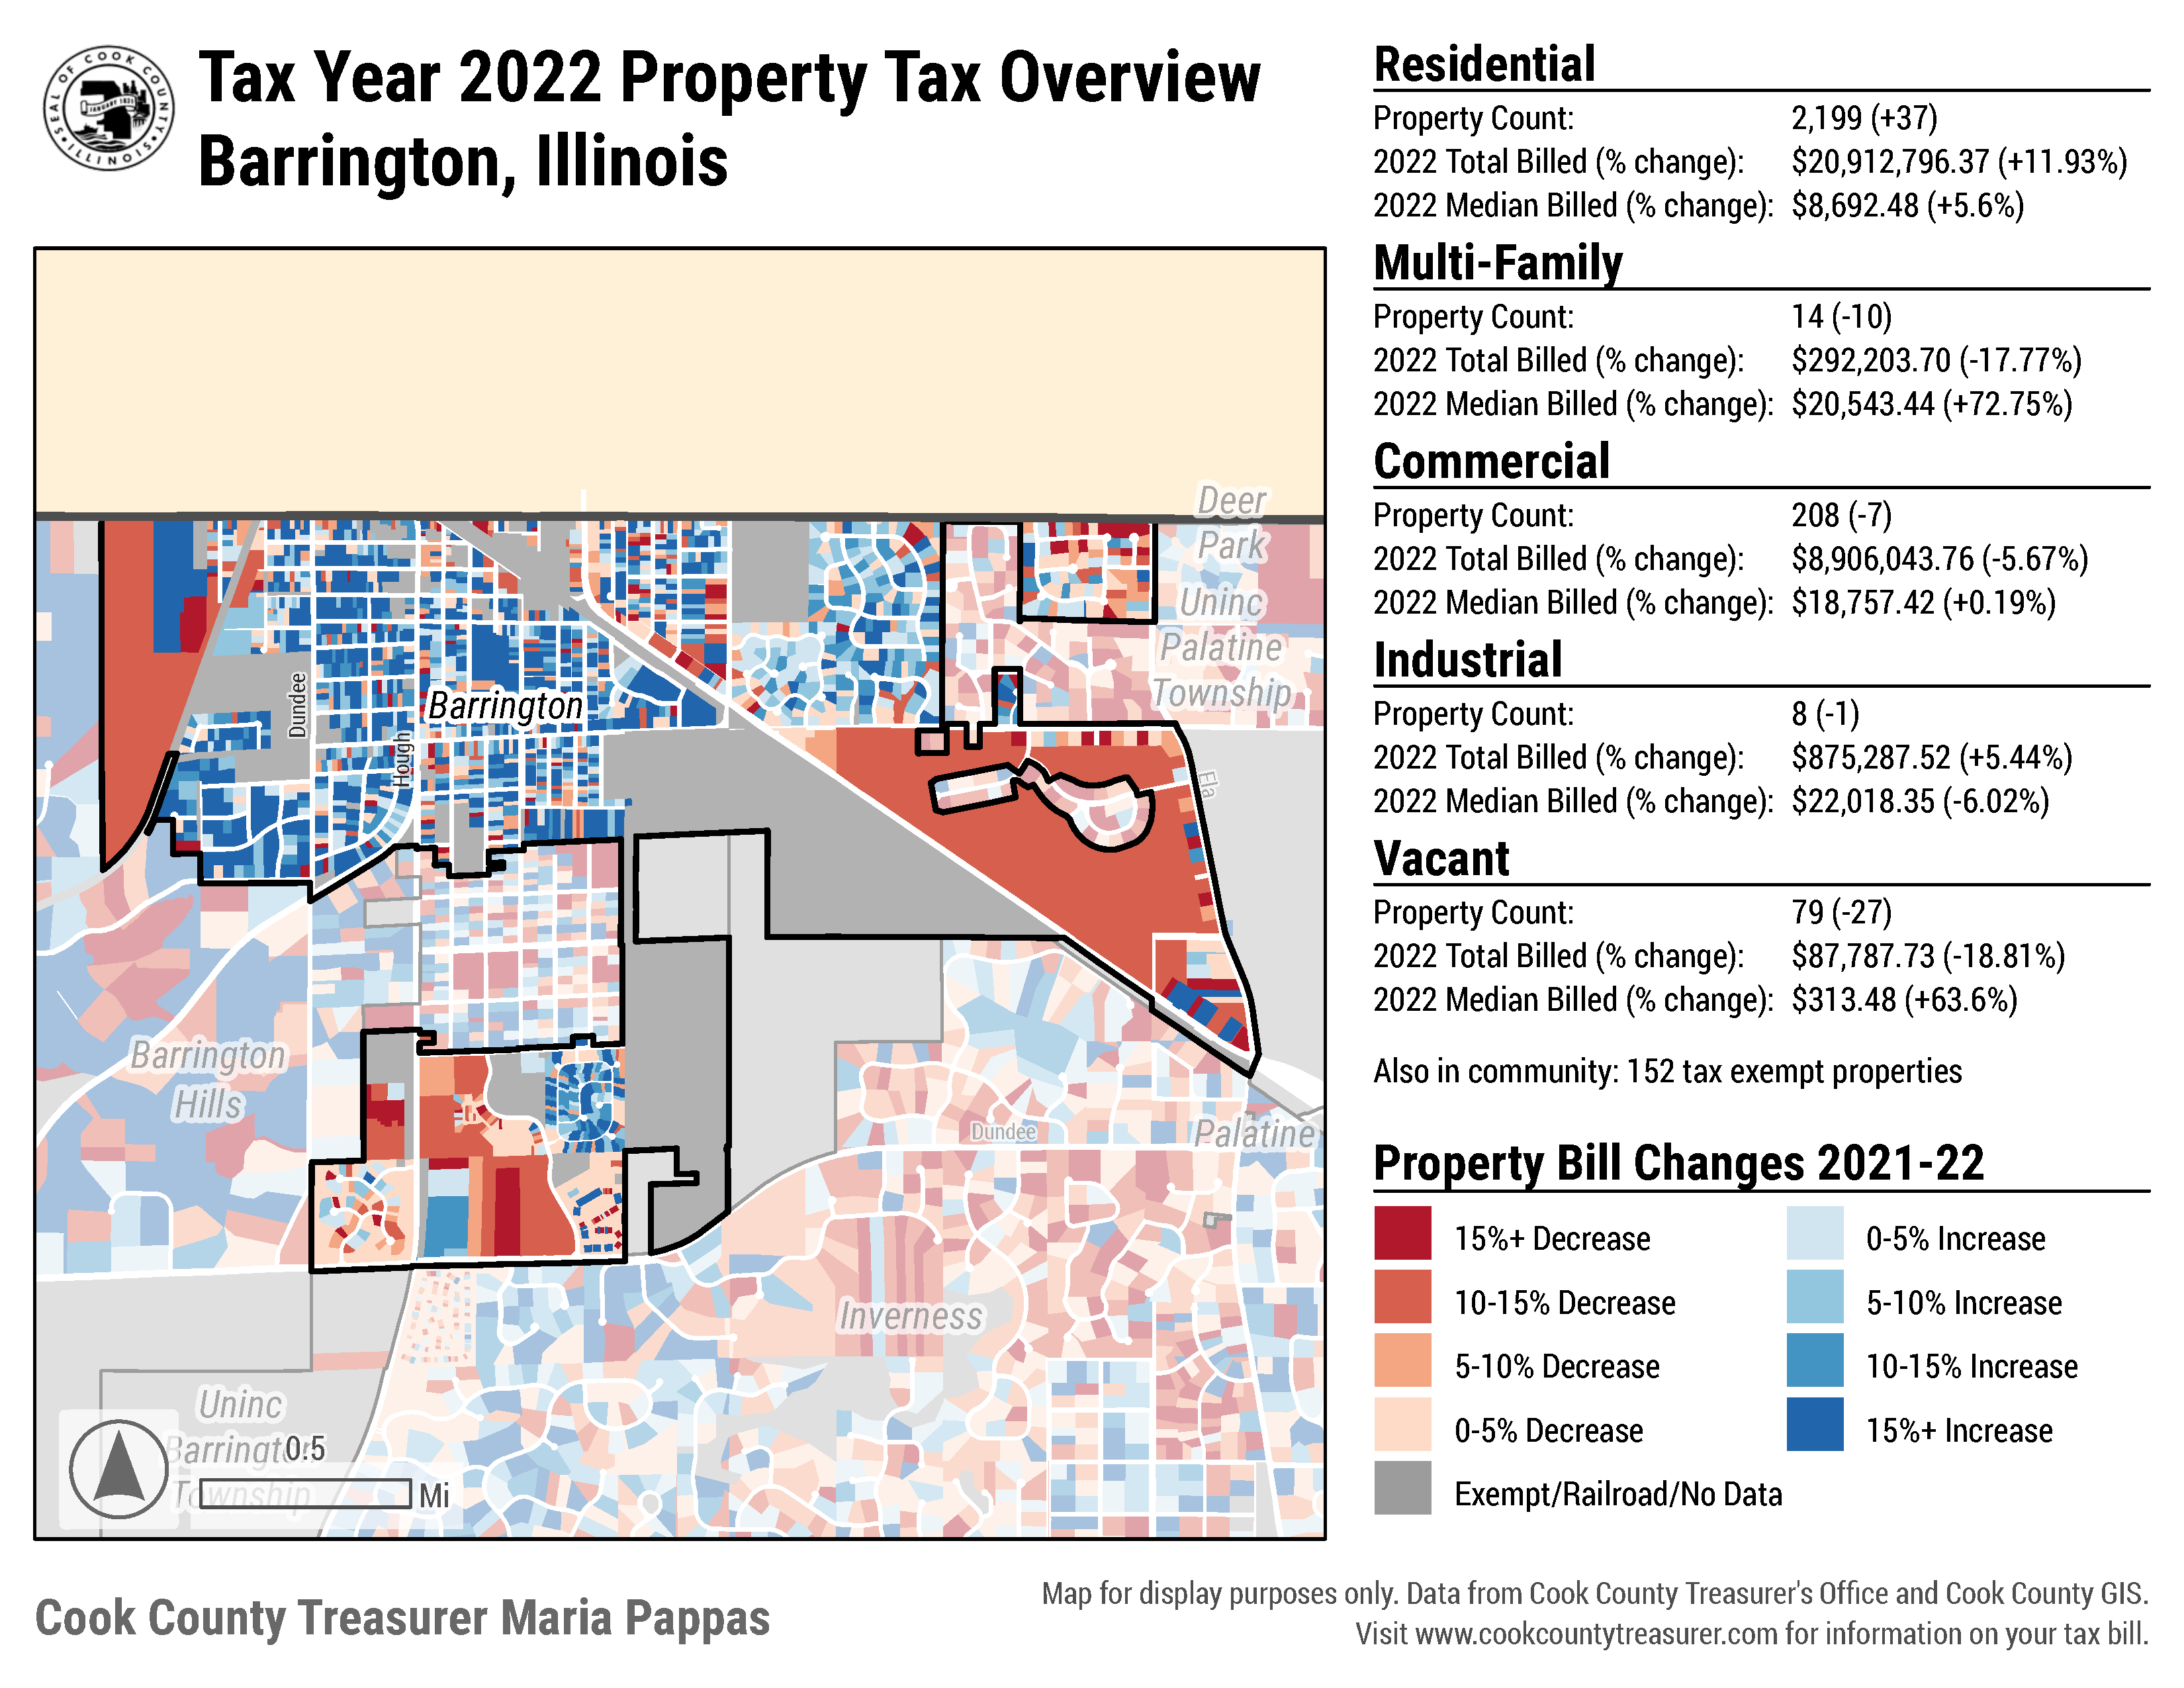 SEAL OF COOK COUNTY
JANUARY 1831
ILLINOIS
Tax Year 2022 Property Tax Overview
Barrington, Illinois
Deer
Park
Uninc
Palatine
Township
Dundee
Barrington
Hough
Ela
Barrington
Hills
Dundee
Palatine
Inverness
Uninc
Barrington
Township
0.5
Mi
Residential
Property Count: 2,199 (+37)
2022 Total Billed (% change): $20,912,796.37 (+11.93%)
2022 Median Billed (% change): $8,692.48 (+5.6%)
Multi-Family
Property Count: 14 (-10)
2022 Total Billed (% change): $292,203.70 (-17.77%)
2022 Median Billed (% change): $20,543.44 (+72.75%)
Commercial
Property Count: 208 (-7)
2022 Total Billed (% change): $8,906,043.76 (-5.67%)
2022 Median Billed (% change): $18,757.42 (+0.19%)
Industrial
Property Count: 8 (-1)
2022 Total Billed (% change): $875,287.52 (+5.44%)
2022 Median Billed (% change): $22,018.35 (-6.02%)
Vacant
Property Count: 79 (-27)
2022 Total Billed (% change): $87,787.73 (-18.81%)
2022 Median Billed (% change): $313.48 (+63.6%)
Also in community: 152 tax exempt properties
Property Bill Changes 2021-22
15%+ Decrease
10-15% Decrease
5-10% Decrease
0-5% Decrease
Exempt/Railroad/No Data
0-5% Increase
5-10% Increase
10-15% Increase
15%+ Increase
Cook County Treasurer Maria Pappas
Map for display purposes only. Data from Cook County Treasurer's Office and Cook County GIS.
Visit www.cookcountytreasurer.com for information on your tax bill.